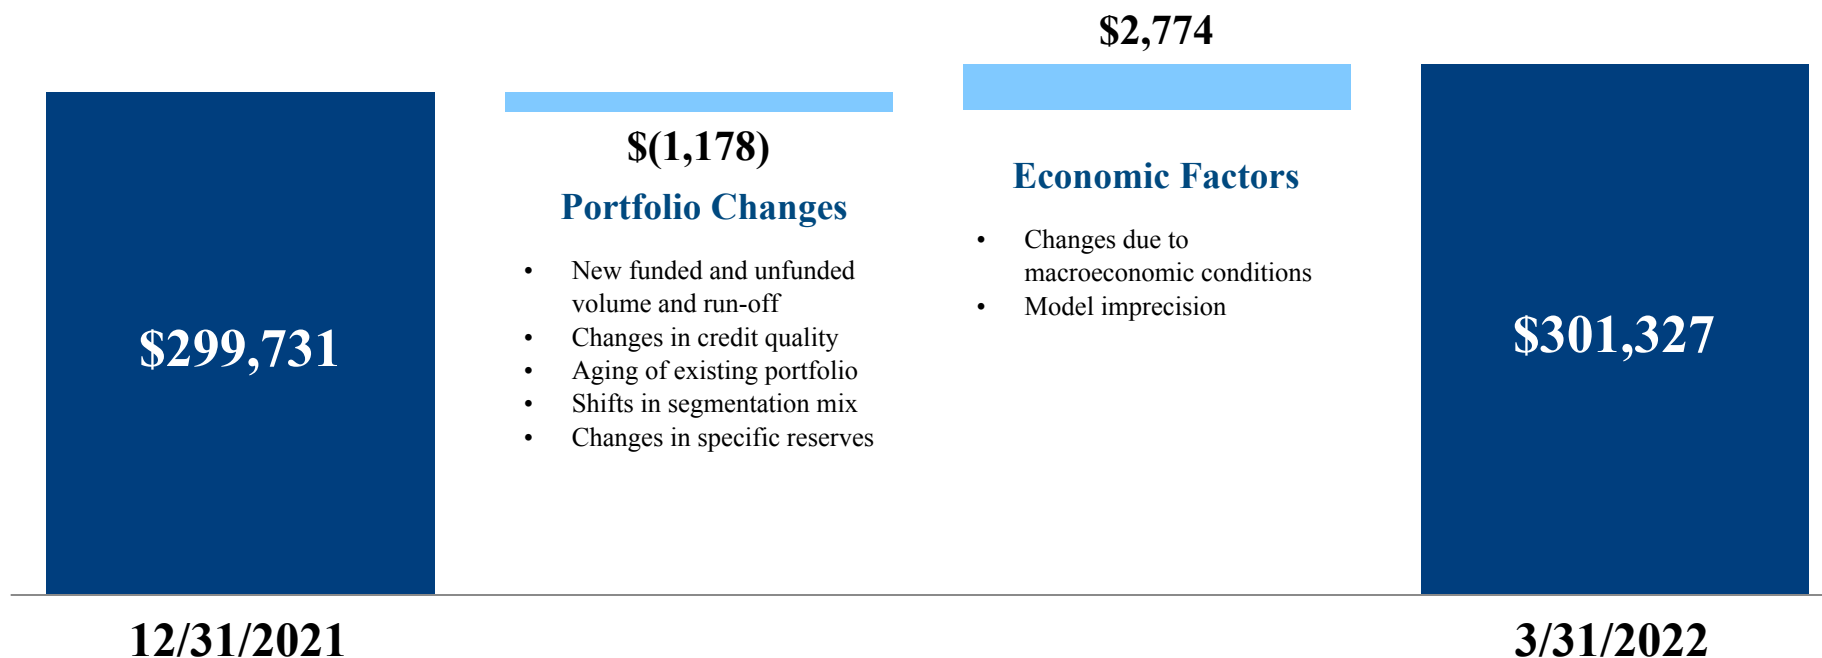 $299,731
12/31/2021
$(1,178)
Portfolio Changes
• New funded and unfunded
volume and run-off
• Changes in credit quality
• Aging of existing portfolio
• Shifts in segmentation mix
• Changes in specific reserves
$2,774
Economic Factors
• Changes due to
macroeconomic conditions
• Model imprecision
$301,327
3/31/2022